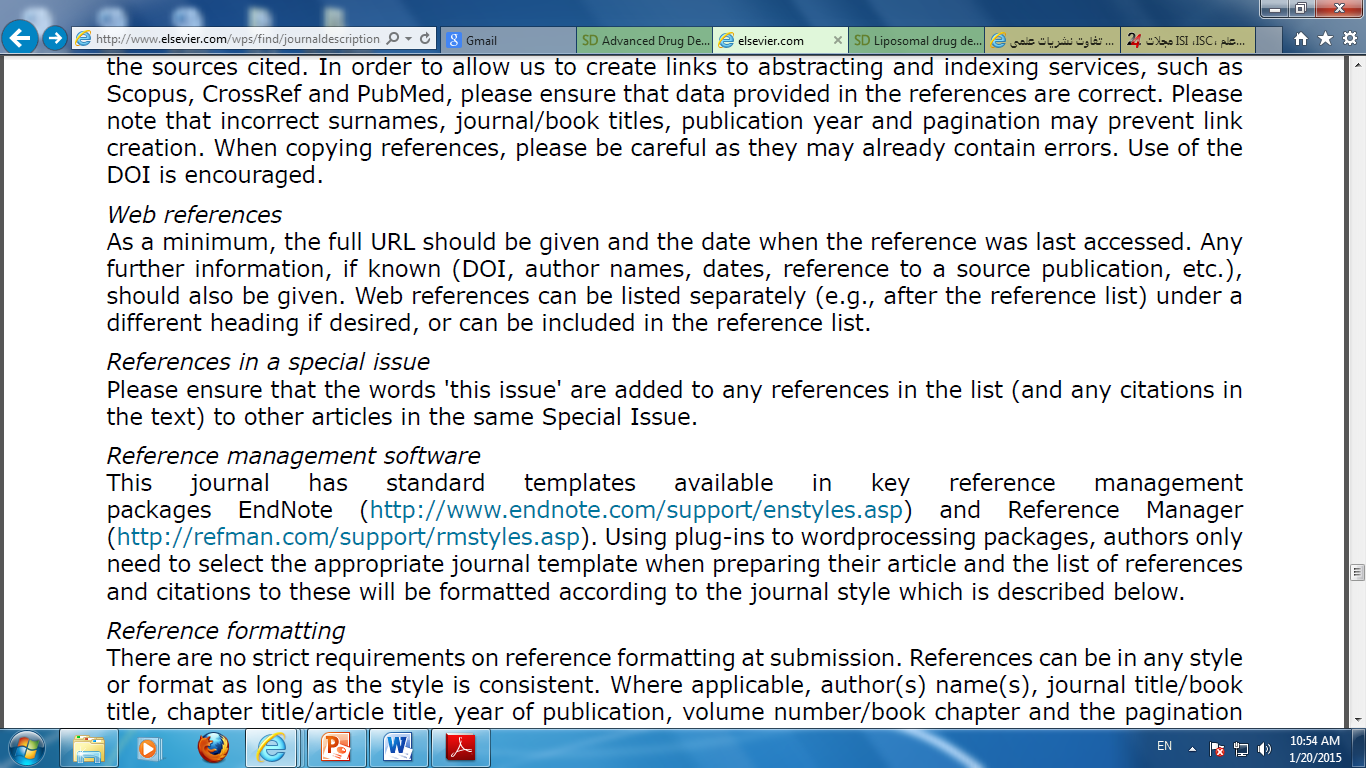 http://www.elsevier.com/wps/find/journaldescription
Gmail
SD Advanced Drug De...
elsevier.com
SD Liposomal drug de...
تفاوت نشریات علمی ...
مجلات ISI ،ISC، علم...
the sources cited. In order to allow us to create links to abstracting and indexing services, such as
Scopus, CrossRef and PubMed, please ensure that data provided in the references are correct. Please
note that incorrect surnames, journal/book titles, publication year and pagination may prevent link
creation. When copying references, please be careful as they may already contain errors. Use of the
DOI is encouraged.
Web references
As a minimum, the full URL should be given and the date when the reference was last accessed. Any
further information, if known (DOI, author names, dates, reference to a source publication, etc.),
should also be given. Web references can be listed separately (e.g., after the reference list) under a
different heading if desired, or can be included in the reference list.
References in a special issue
Please ensure that the words 'this issue' are added to any references in the list (and any citations in
the text) to other articles in the same Special Issue.
Reference management software
This journal has standard templates available in key reference management
packages EndNote (http://www.endnote.com/support/enstyles.asp) and Reference Manager
(http://refman.com/support/rmstyles.asp). Using plug-ins to wordprocessing packages, authors only
need to select the appropriate journal template when preparing their article and the list of references
and citations to these will be formatted according to the journal style which is described below.
Reference formatting
There are no strict requirements on reference formatting at submission. References can be in any style
or format as long as the style is consistent. Where applicable, author(s) name(s), journal title/book
title, chapter title/article title, year of publication, volume number/book chapter and the pagination
EN
10:54 AM
1/20/2015